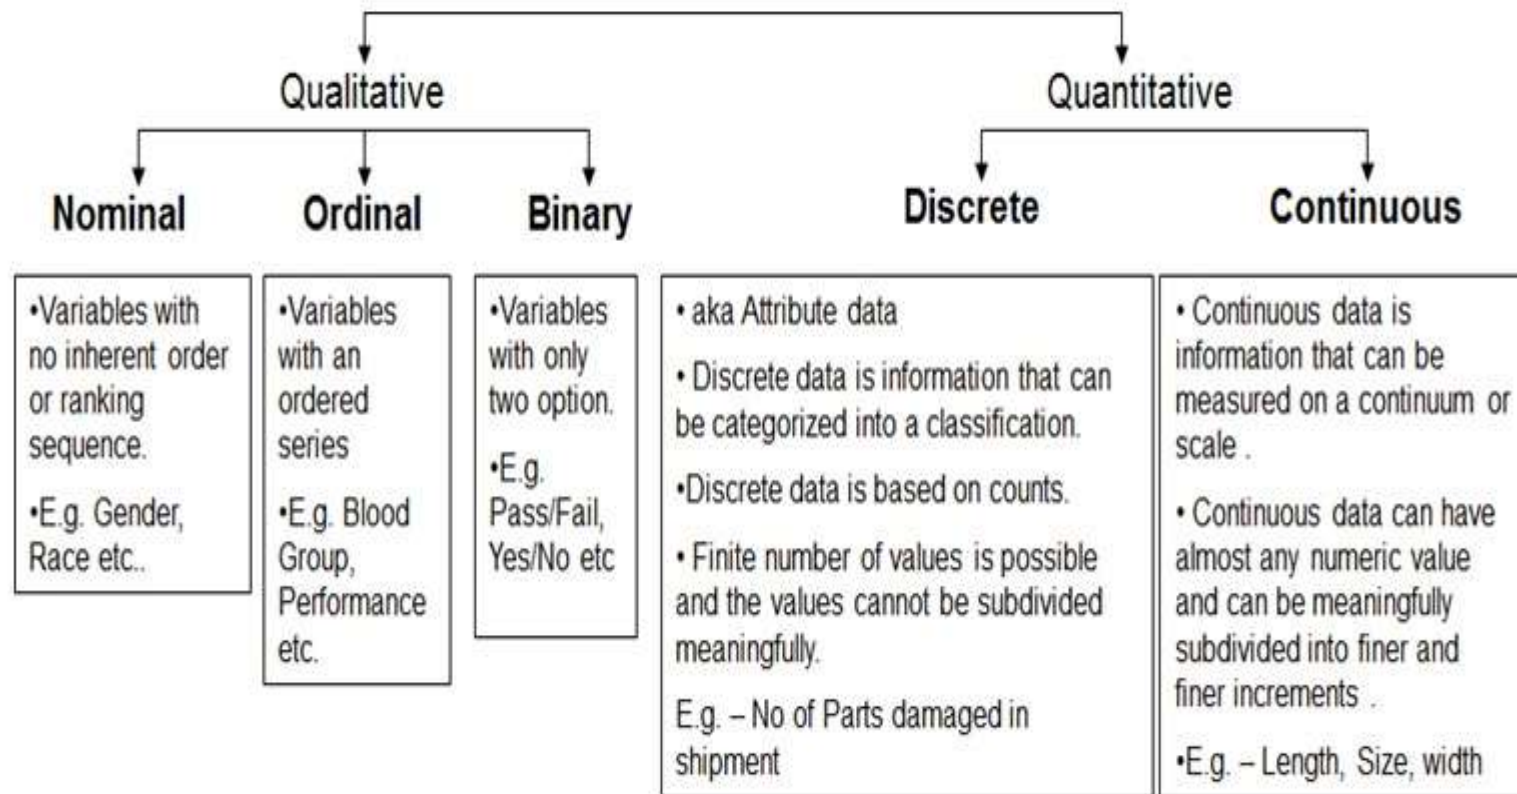 Qualitative
Quantitative
Nominal
Ordinal
Binary
Discrete
Continuous
•Variables with
no inherent order
or ranking
sequence.
•E.g. Gender,
Race etc..
•Variables
with an
ordered
series
•E.g. Blood
Group,
Performance
etc.
•Variables
with only
two option.
•E.g.
Pass/Fail,
Yes/No etc
• aka Attribute data
• Discrete data is information that can
be categorized into a classification.
•Discrete data is based on counts.
• Finite number of values is possible
and the values cannot be subdivided
meaningfully.
E.g. – No of Parts damaged in
shipment
• Continuous data is
information that can be
measured on a continuum or
scale .
• Continuous data can have
almost any numeric value
and can be meaningfully
subdivided into finer and
finer increments .
•E.g. – Length, Size, width